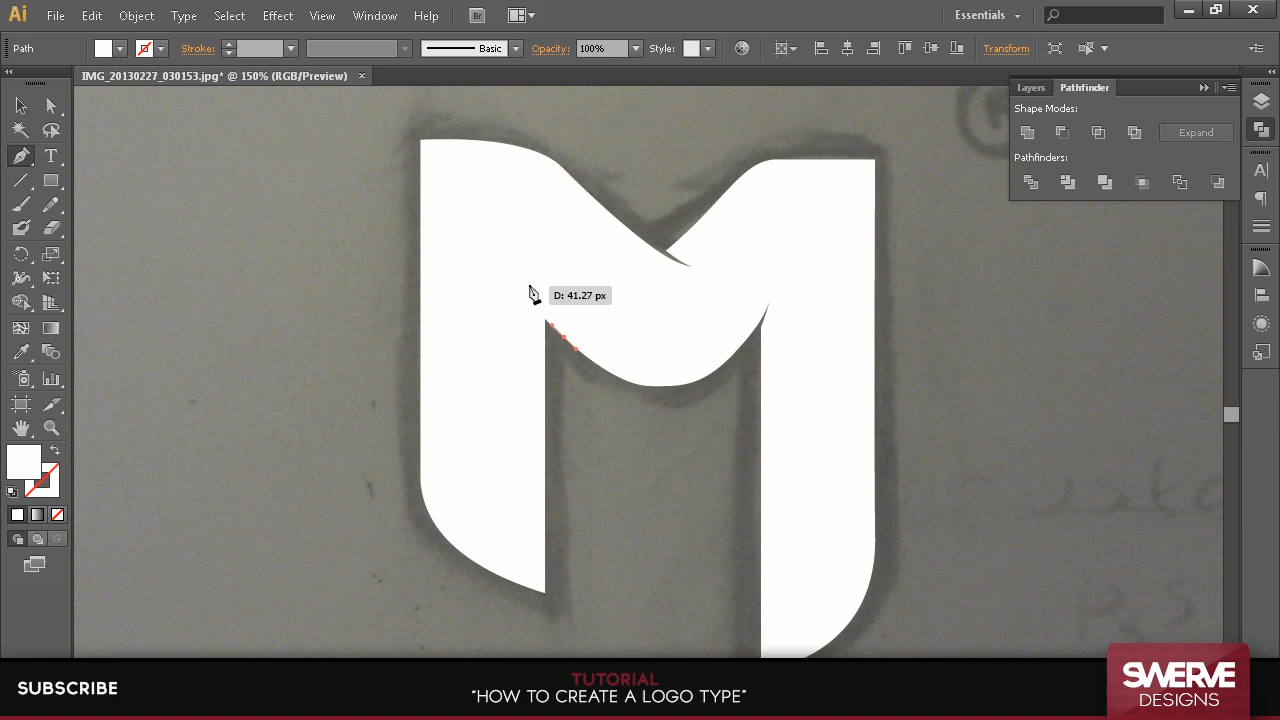 Ai File Edit Object Type Select Effect View Window Help Br Essentials
Path Stroke: Basic Opacity: 100% Style: Transform
IMG_20130227_030153.jpg* @ 150% (RGB/Preview) ×
Layers Pathfinder
Shape Modes:
Expand
Pathfinders:
D: 41.27 px
M
SUBSCRIBE
TUTORIAL
"HOW TO CREATE A LOGO TYPE"
SWERVE
DESIGNS